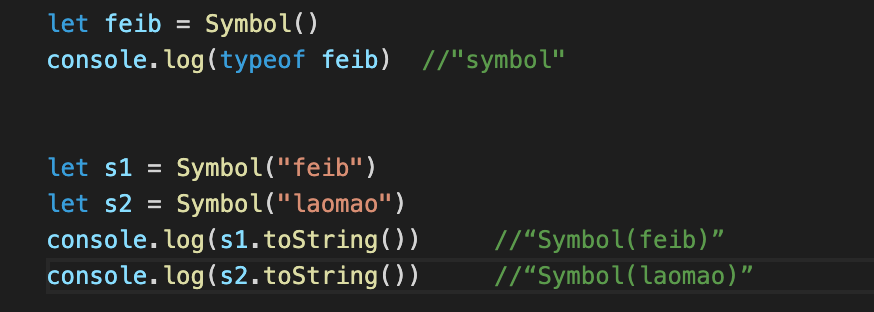 let feib = Symbol()
console.log(typeof feib)  //"symbol"
let s1 = Symbol("feib")
let s2 = Symbol("laomao")
console.log(s1.toString())     //“Symbol(feib)”
console.log(s2.toString())     //“Symbol(laomao)”